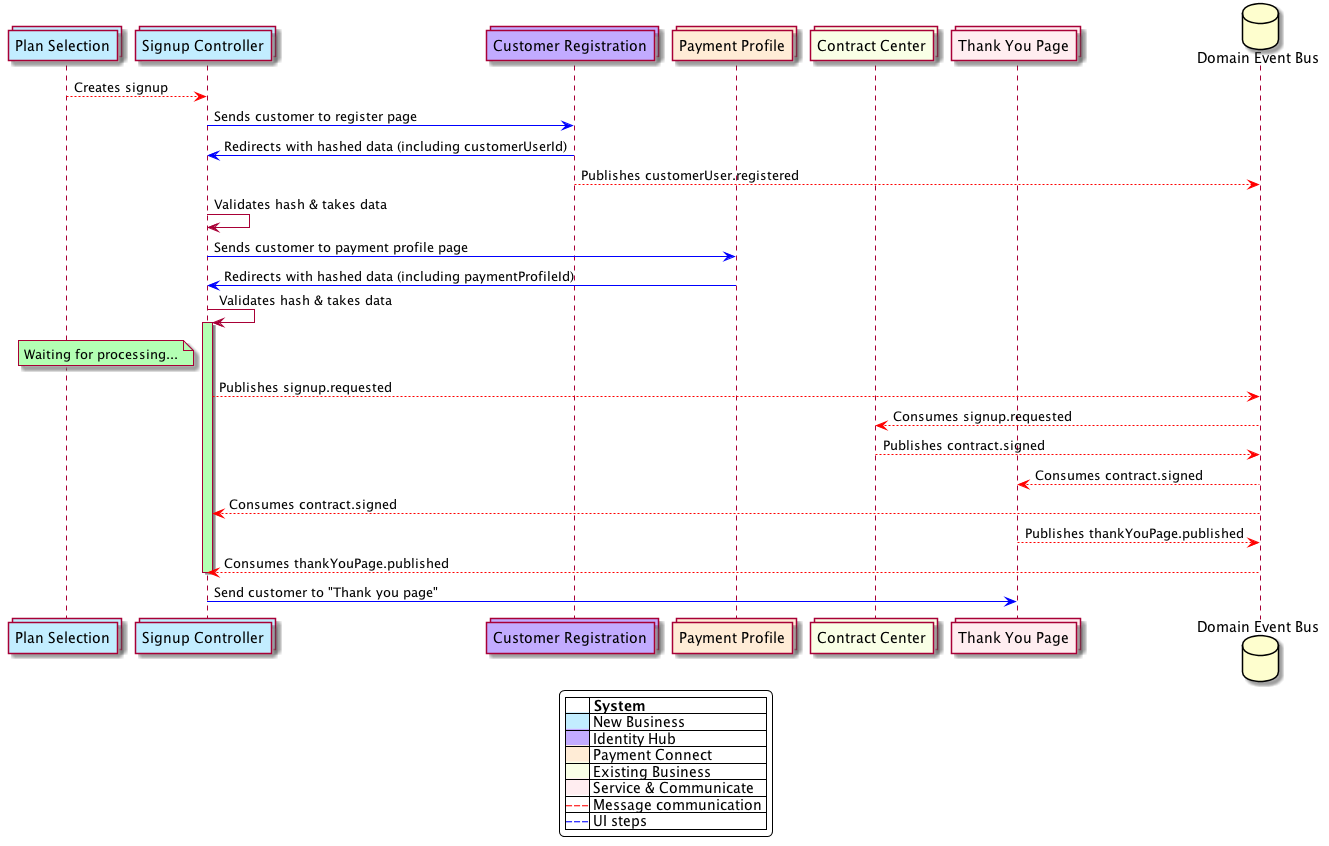 Plan Selection
Signup Controller
Customer Registration
Payment Profile
Contract Center
Thank You Page
Domain Event Bus
Creates signup
Sends customer to register page
Redirects with hashed data (including customerUserId)
Publishes customerUser.registered
Validates hash & takes data
Sends customer to payment profile page
Redirects with hashed data (including paymentProfileId)
Validates hash & takes data
Waiting for processing...
Publishes signup.requested
Consumes signup.requested
Publishes contract.signed
Consumes contract.signed
Consumes contract.signed
Publishes thankYouPage.published
Consumes thankYouPage.published
Send customer to "Thank you page"
Plan Selection
Signup Controller
Customer Registration
Payment Profile
Contract Center
Thank You Page
Domain Event Bus
System
New Business
Identity Hub
Payment Connect
Existing Business
Service & Communicate
Message communication
UI steps